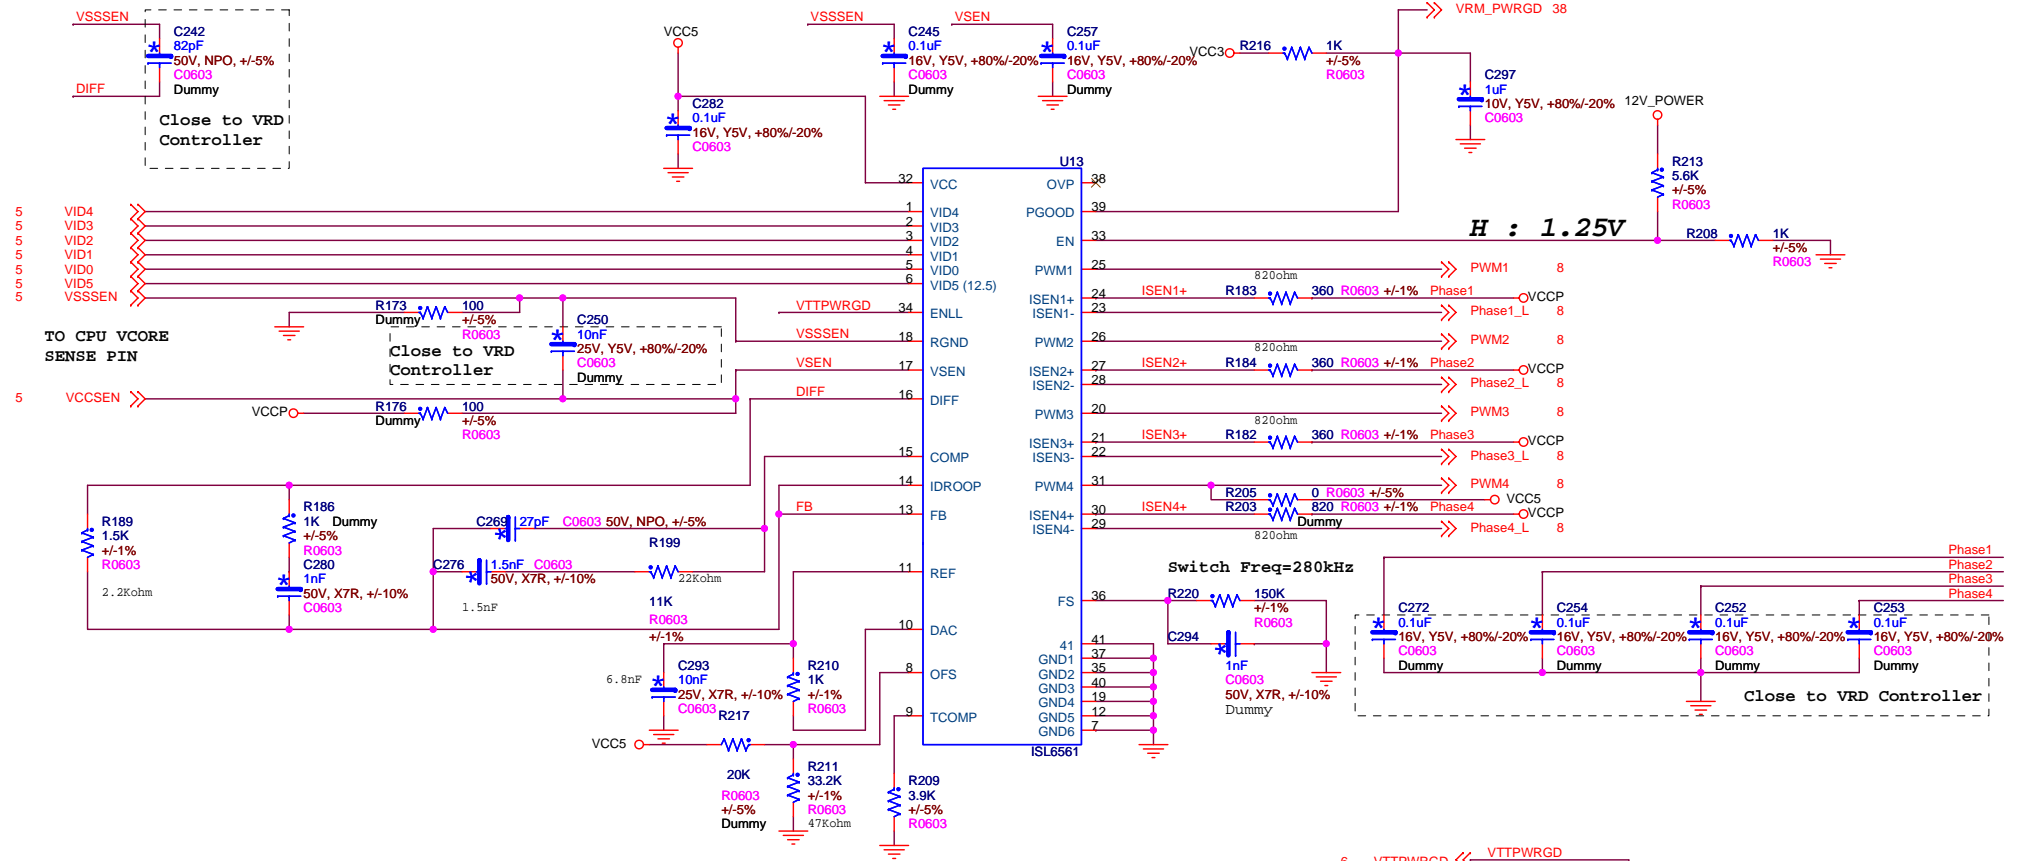 VSSSEN
C242
82pF
50V, NPO, +/-5%
C0603
Dummy
DIFF
Close to VRD
Controller
VCC5
C282
0.1uF
16V, Y5V, +80%/-20%
C0603
VSSSEN
C245
0.1uF
16V, Y5V, +80%/-20%
C0603
Dummy
VSEN
C257
0.1uF
16V, Y5V, +80%/-20%
C0603
Dummy
VRM_PWRGD 38
VCC3
R216
1K
+/-5%
R0603
C297
1uF
10V, Y5V, +80%/-20%
C0603
12V_POWER
R213
5.6K
+/-5%
R0603
H : 1.25V
R208
1K
+/-5%
R0603
5 VID4
5 VID3
5 VID2
5 VID1
5 VID0
5 VID5
5 VSSSEN
TO CPU VCORE
SENSE PIN
5 VCCSEN
R173
Dummy
100
+/-5%
R0603
C250
10nF
25V, Y5V, +80%/-20%
C0603
Dummy
Close to VRD
Controller
VCCP
R176
Dummy
100
+/-5%
R0603
VTTPWRGD
VSSSEN
VSEN
DIFF
FB
U13
32 VCC
1 VID4
2 VID3
3 VID2
4 VID1
5 VID0
6 VID5 (12.5)
34 ENLL
18 RGND
17 VSEN
16 DIFF
15 COMP
14 IDROOP
13 FB
11 REF
10 DAC
8 OFS
9 TCOMP
OVP 38
PGOOD 39
EN 33
PWM1 25
ISEN1+ 24
ISEN1- 23
PWM2 26
ISEN2+ 27
ISEN2- 28
PWM3 20
ISEN3+ 21
ISEN3- 22
PWM4 31
ISEN4+ 30
ISEN4- 29
FS 36
41 41
GND1 37
GND2 35
GND3 40
GND4 19
GND5 12
GND6 7
ISL6561
PWM1 8
820ohm
ISEN1+ R183 360 R0603 +/-1% Phase1 VCCP
Phase1_L 8
PWM2 8
820ohm
ISEN2+ R184 360 R0603 +/-1% Phase2 VCCP
Phase2_L 8
PWM3 8
820ohm
ISEN3+ R182 360 R0603 +/-1% Phase3 VCCP
Phase3_L 8
PWM4 8
R205 0 R0603 +/-5% VCC5
ISEN4+ R203 820 R0603 +/-1% Phase4 VCCP
Dummy
820ohm
Phase4_L 8
R189
1.5K
+/-1%
R0603
2.2Kohm
R186
1K Dummy
+/-5%
R0603
C280
1nF
50V, X7R, +/-10%
C0603
C269 27pF C0603 50V, NPO, +/-5%
C276 1.5nF C0603
50V, X7R, +/-10%
1.5nF
R199
22Kohm
11K
R0603
+/-1%
C293
10nF
25V, X7R, +/-10%
C0603
6.8nF
R210
1K
+/-1%
R0603
VCC5
R217
20K
R0603
+/-5%
Dummy
R211
33.2K
+/-1%
R0603
47Kohm
R209
3.9K
+/-5%
R0603
Switch Freq=280kHz
R220
150K
+/-1%
R0603
C294
1nF
C0603
50V, X7R, +/-10%
Dummy
Phase1
Phase2
Phase3
Phase4
C272
0.1uF
16V, Y5V, +80%/-20%
C0603
Dummy
C254
0.1uF
16V, Y5V, +80%/-20%
C0603
Dummy
C252
0.1uF
16V, Y5V, +80%/-20%
C0603
Dummy
C253
0.1uF
16V, Y5V, +80%/-20%
C0603
Dummy
Close to VRD Controller
6 VTTPWRGD
VTTPWRGD